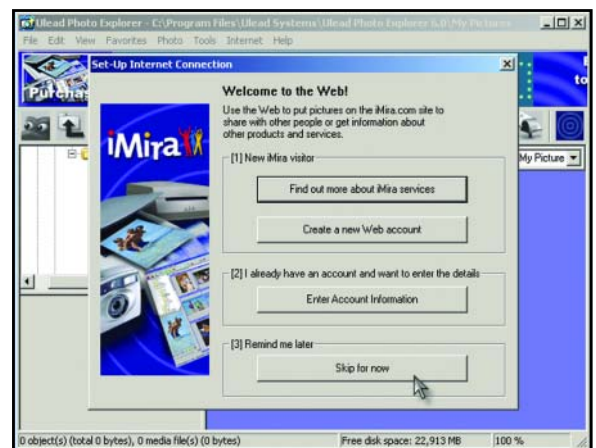 Ulead Photo Explorer - C:\Program Files\Ulead Systems\Ulead Photo Explorer 6.0\My Pictures
File Edit View Favorites Photo Tools Internet Help
Purchas
to
Set-Up Internet Connection
iMira
Welcome to the Web!
Use the Web to put pictures on the iMira.com site to
share with other people or get information about
other products and services.
[1] New iMira visitor
Find out more about iMira services
Create a new Web account
My Picture
[2] I already have an account and want to enter the details
Enter Account Information
[3] Remind me later
Skip for now
0 object(s) (total 0 bytes), 0 media file(s) (0 bytes)
Free disk space: 22,913 MB
100 %